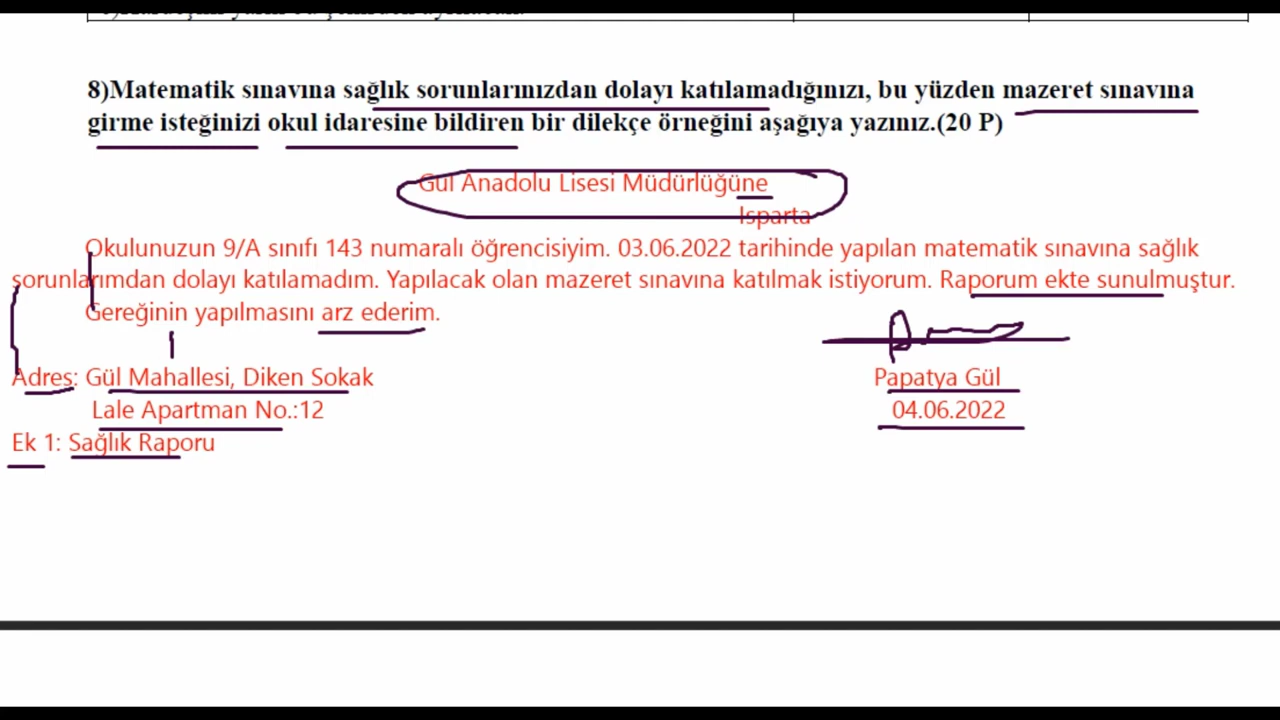 8)Matematik sınavına sağlık sorunlarınızdan dolayı katılamadığınızı, bu yüzden mazeret sınavına
girme isteğinizi okul idaresine bildiren bir dilekçe örneğini aşağıya yazınız.(20 P)
Gül Anadolu Lisesi Müdürlüğüne
Isparta
Okulunuzun 9/A sınıfı 143 numaralı öğrencisiyim. 03.06.2022 tarihinde yapılan matematik sınavına sağlık
sorunlarımdan dolayı katılamadım. Yapılacak olan mazeret sınavına katılmak istiyorum. Raporum ekte sunulmuştur.
Gereğinin yapılmasını arz ederim.
Adres: Gül Mahallesi, Diken Sokak
Papatya Gül
Lale Apartman No.:12
04.06.2022
Ek 1: Sağlık Raporu